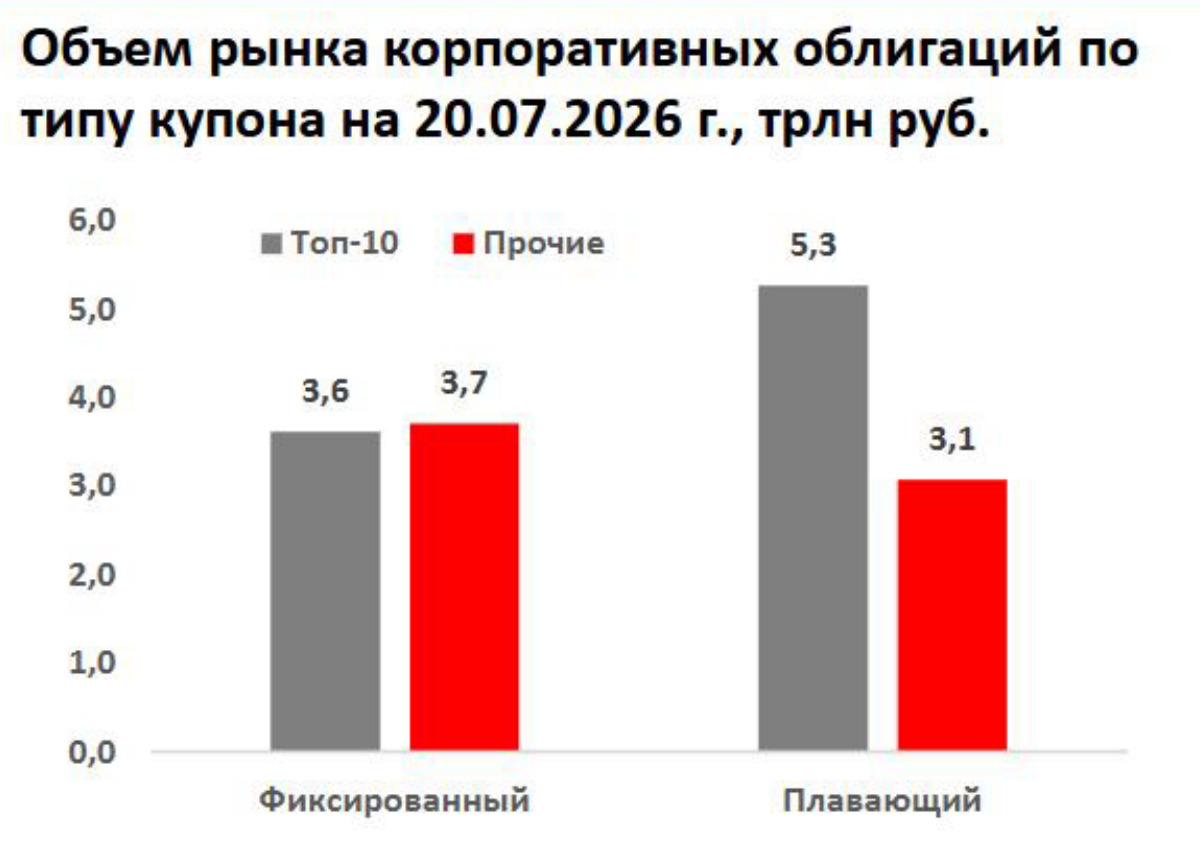 Объем рынка корпоративных облигаций по
типу купона на 20.07.2026 г., трлн руб.
6,0
5,0
4,0
3,0
2,0
1,0
0,0
Топ-10
Прочие
3,6
3,7
5,3
3,1
Фиксированный
Плавающий